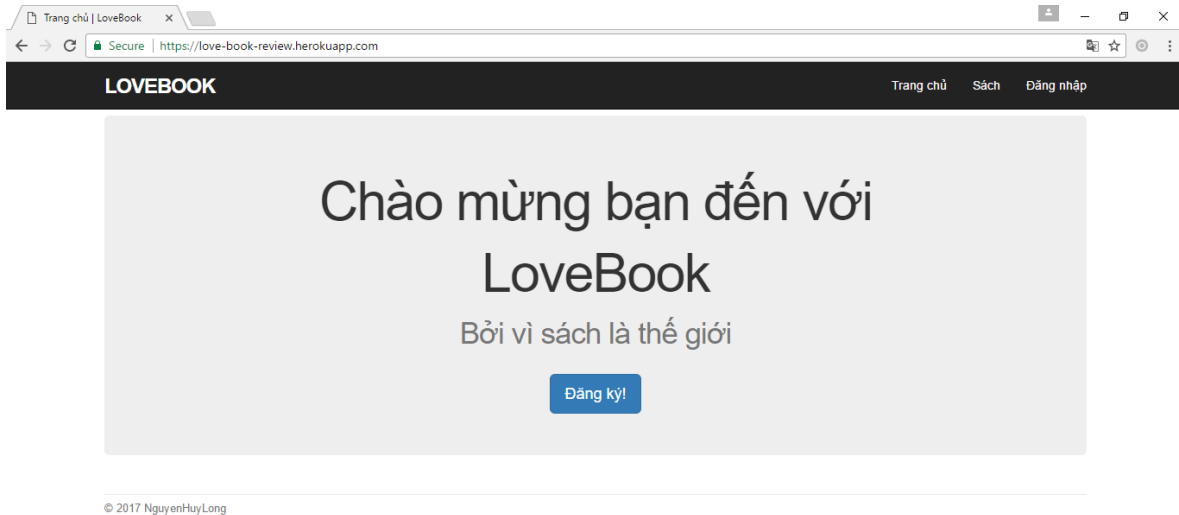 Trang chủ | LoveBook
Secure | https://love-book-review.herokuapp.com
LOVEBOOK Trang chủ Sách Đăng nhập
Chào mừng bạn đến với
LoveBook
Bởi vì sách là thế giới
Đăng ký!
© 2017 NguyenHuyLong